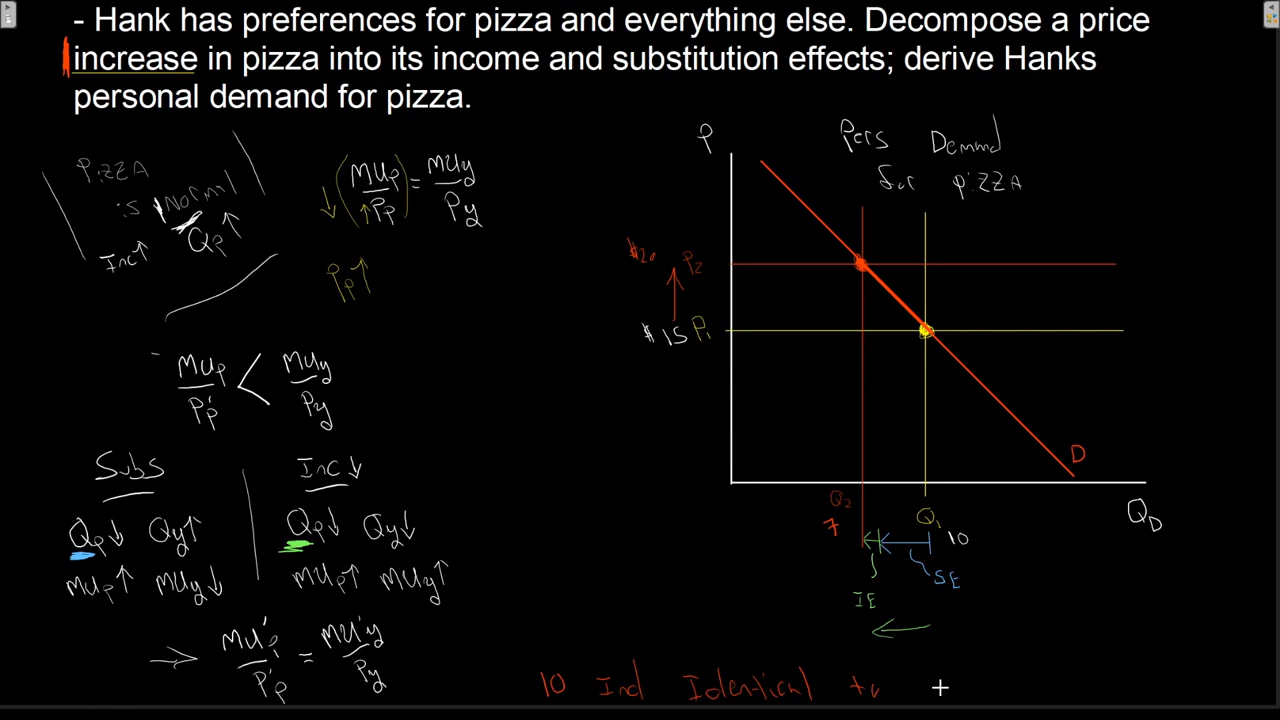 - Hank has preferences for pizza and everything else. Decompose a price
increase in pizza into its income and substitution effects; derive Hanks
personal demand for pizza.
PizzA
is Normal
Inc↑ Qp↑
↓ (MUp/↑Pp) = MUy/Py
Pp↑
MUp/P'p < MUy/Py
Subs
Qp↓ Qy↑
MUp↑ MUy↓
Inc↓
Qp↓ Qy↓
MUp↑ MUy↑
→ MU'p/P'p = MU'y/Py
P
Pers Demand
for PizzA
$20 P2
$15 P1
D
QD
Q2
7
Q1
10
SE
IE
10 Ind Identical to